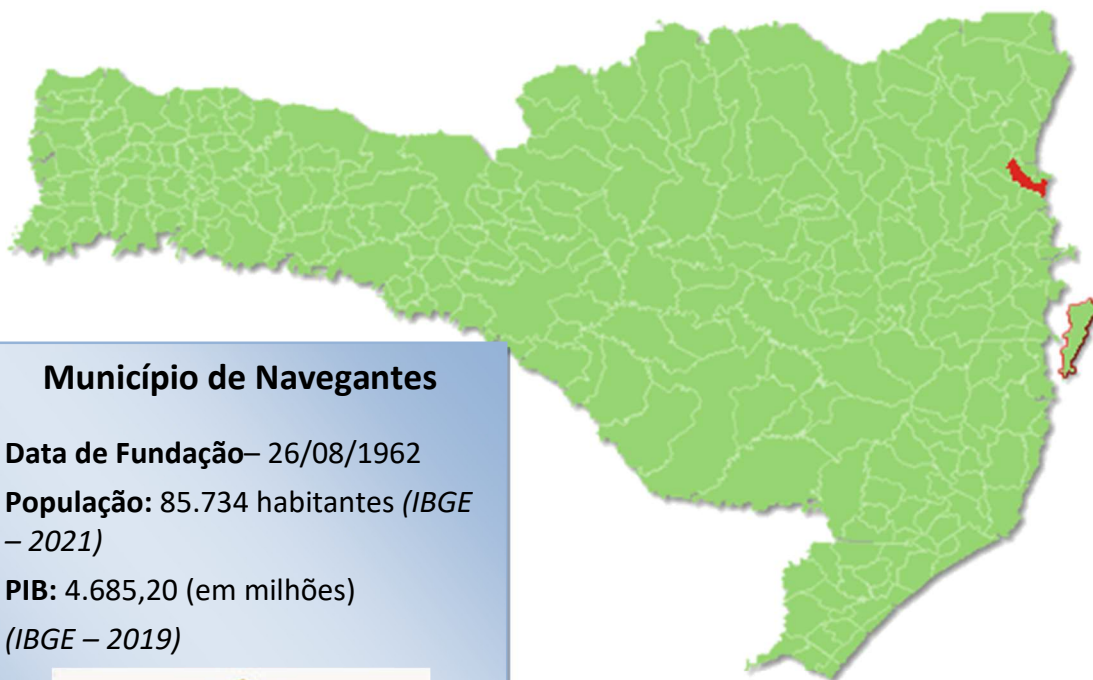 Município de Navegantes
Data de Fundação– 26/08/1962
População: 85.734 habitantes (IBGE
– 2021)
PIB: 4.685,20 (em milhões)
(IBGE – 2019)